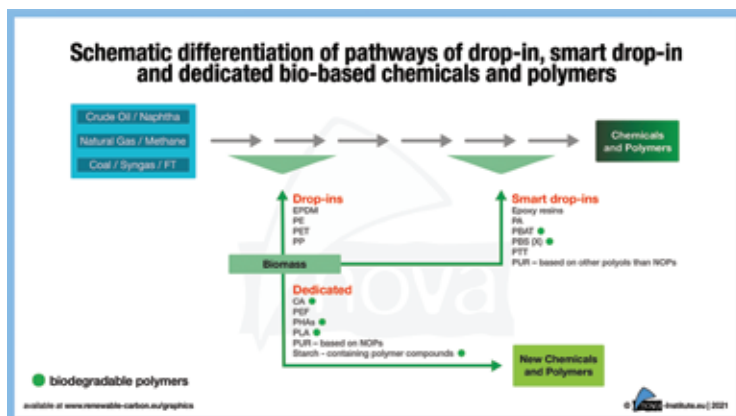 Schematic differentiation of pathways of drop-in, smart drop-in
and dedicated bio-based chemicals and polymers
Crude Oil / Naphtha
Natural Gas / Methane
Coal / Syngas / FT
Chemicals
and Polymers
Drop-ins
EPDM
PE
PET
PP
Smart drop-ins
Epoxy resins
PA
PBAT
PBS (X)
PTT
PUR – based on other polyols than NOPs
Biomass
nova
Dedicated
CA
PEF
PHAs
PLA
PUR – based on NOPs
Starch - containing polymer compounds
New Chemicals
and Polymers
biodegradable polymers
available at www.renewable-carbon.eu/graphics
© nova-Institute.eu | 2021